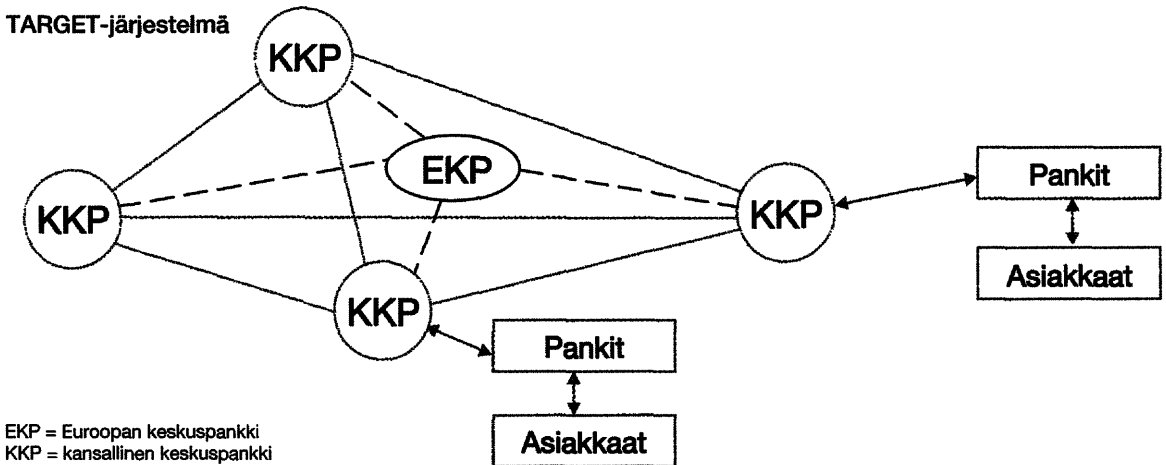 TARGET-järjestelmä
KKP
EKP
KKP
KKP
Pankit
Asiakkaat
KKP
Pankit
Asiakkaat
EKP = Euroopan keskuspankki
KKP = kansallinen keskuspankki